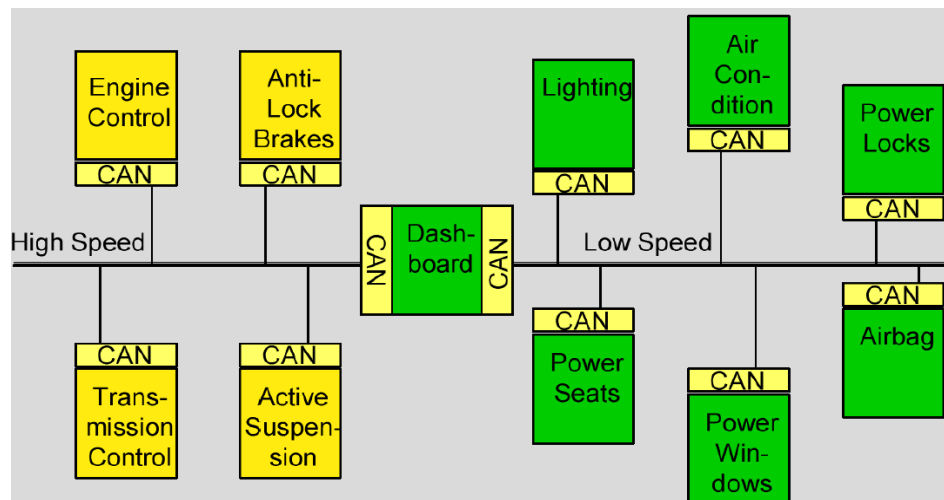 Engine
Control
CAN
Anti-
Lock
Brakes
CAN
Lighting
CAN
Air
Con-
dition
CAN
Power
Locks
CAN
High Speed
CAN
Dash-
board
CAN
Low Speed
CAN
Trans-
mission
Control
CAN
Active
Suspen-
sion
CAN
Power
Seats
CAN
Power
Win-
dows
CAN
Airbag